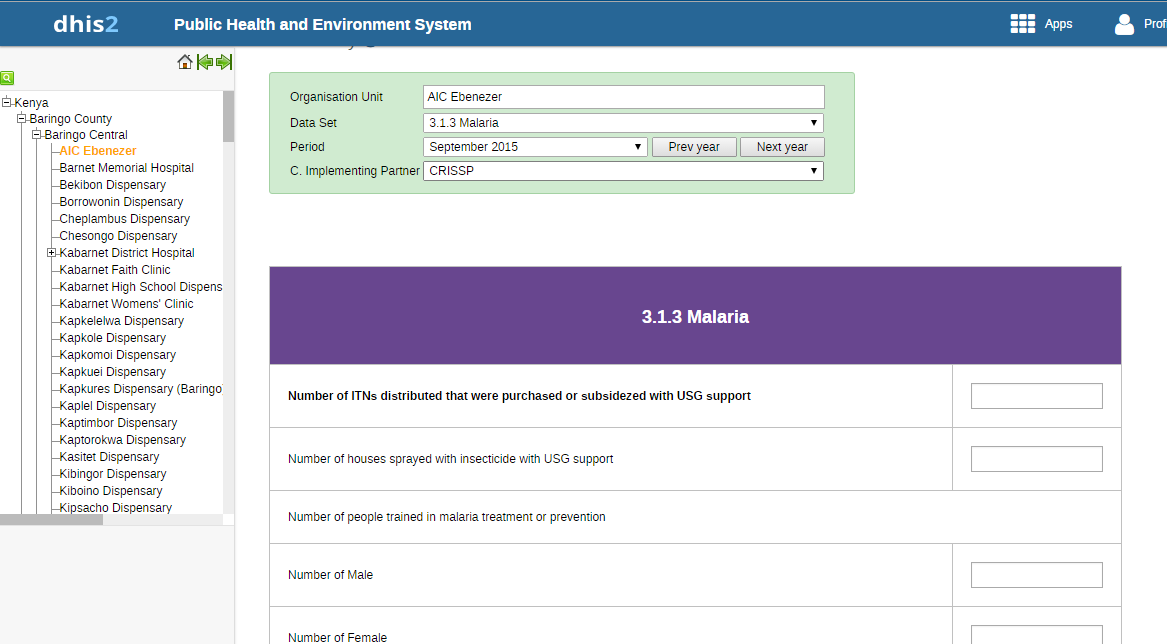 dhis2 Public Health and Environment System Apps Prof
Organisation Unit AIC Ebenezer
Data Set 3.1.3 Malaria
Period September 2015 Prev year Next year
C. Implementing Partner CRISSP
Kenya
Baringo County
Baringo Central
AIC Ebenezer
Barnet Memorial Hospital
Bekibon Dispensary
Borrowonin Dispensary
Cheplambus Dispensary
Chesongo Dispensary
Kabarnet District Hospital
Kabarnet Faith Clinic
Kabarnet High School Dispens
Kabarnet Womens' Clinic
Kapkelelwa Dispensary
Kapkole Dispensary
Kapkomoi Dispensary
Kapkuei Dispensary
Kapkures Dispensary (Baringo
Kaplel Dispensary
Kaptimbor Dispensary
Kaptorokwa Dispensary
Kasitet Dispensary
Kibingor Dispensary
Kiboino Dispensary
Kipsacho Dispensary
3.1.3 Malaria
Number of ITNs distributed that were purchased or subsidezed with USG support
Number of houses sprayed with insecticide with USG support
Number of people trained in malaria treatment or prevention
Number of Male
Number of Female